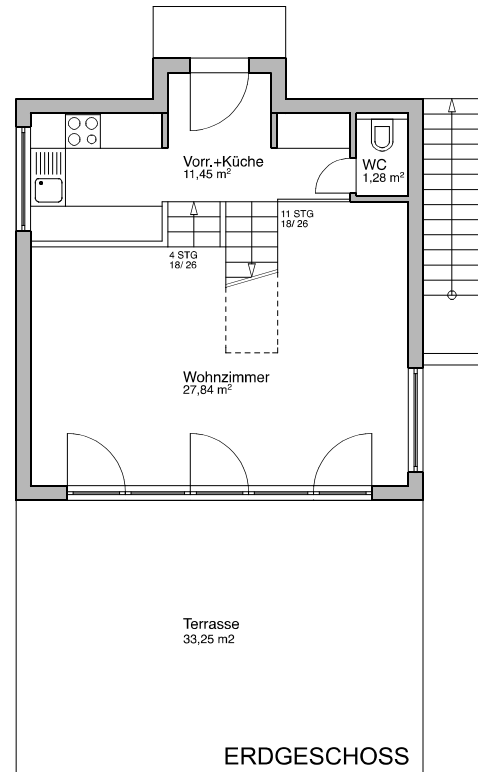 Vorr.+Küche
11,45 m²
WC
1,28 m²
11 STG
18/ 26
4 STG
18/ 26
Wohnzimmer
27,84 m²
Terrasse
33,25 m2
ERDGESCHOSS